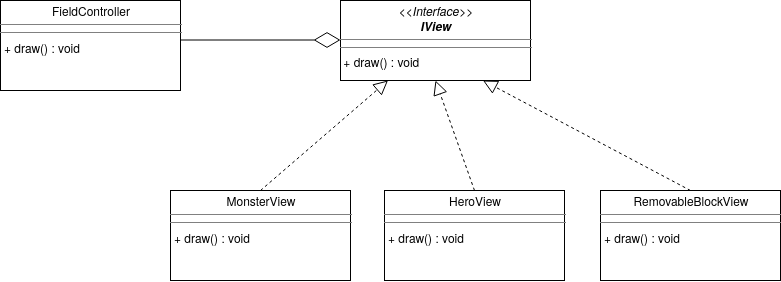 FieldController
+ draw() : void
<<Interface>>
IView
+ draw() : void
MonsterView
+ draw() : void
HeroView
+ draw() : void
RemovableBlockView
+ draw() : void